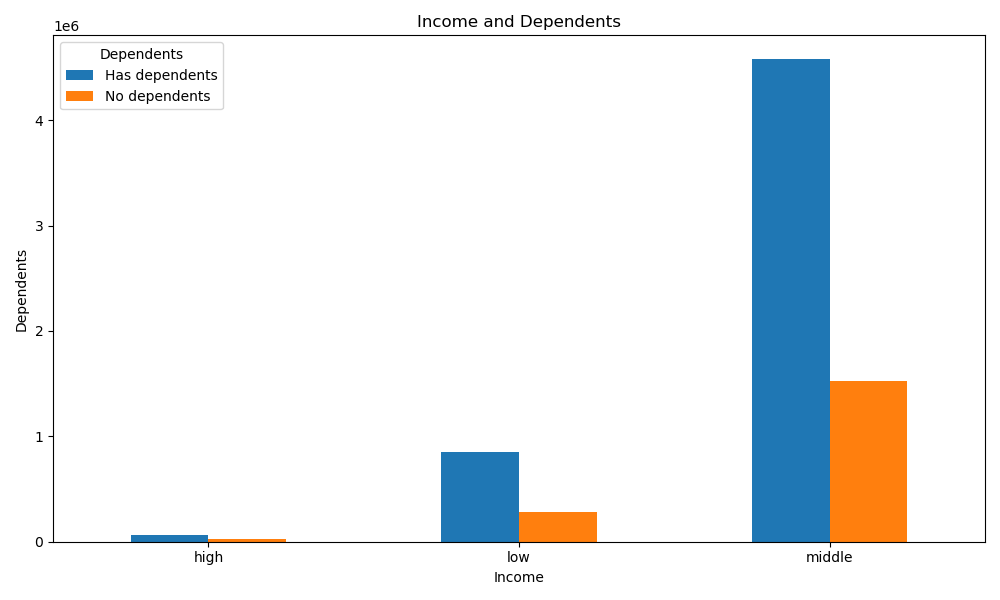 Income and Dependents
1e6
Dependents
Has dependents
No dependents
4
3
2
1
0
Dependents
high
low
middle
Income